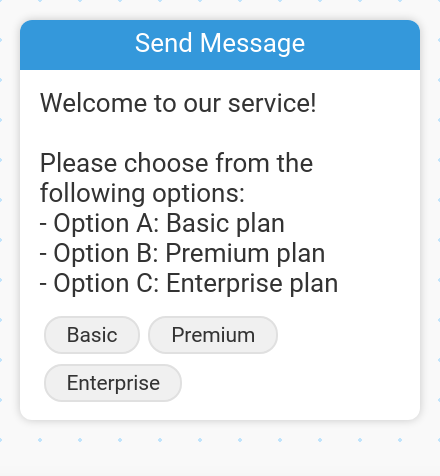 Send Message
Welcome to our service!
Please choose from the
following options:
- Option A: Basic plan
- Option B: Premium plan
- Option C: Enterprise plan
Basic Premium
Enterprise